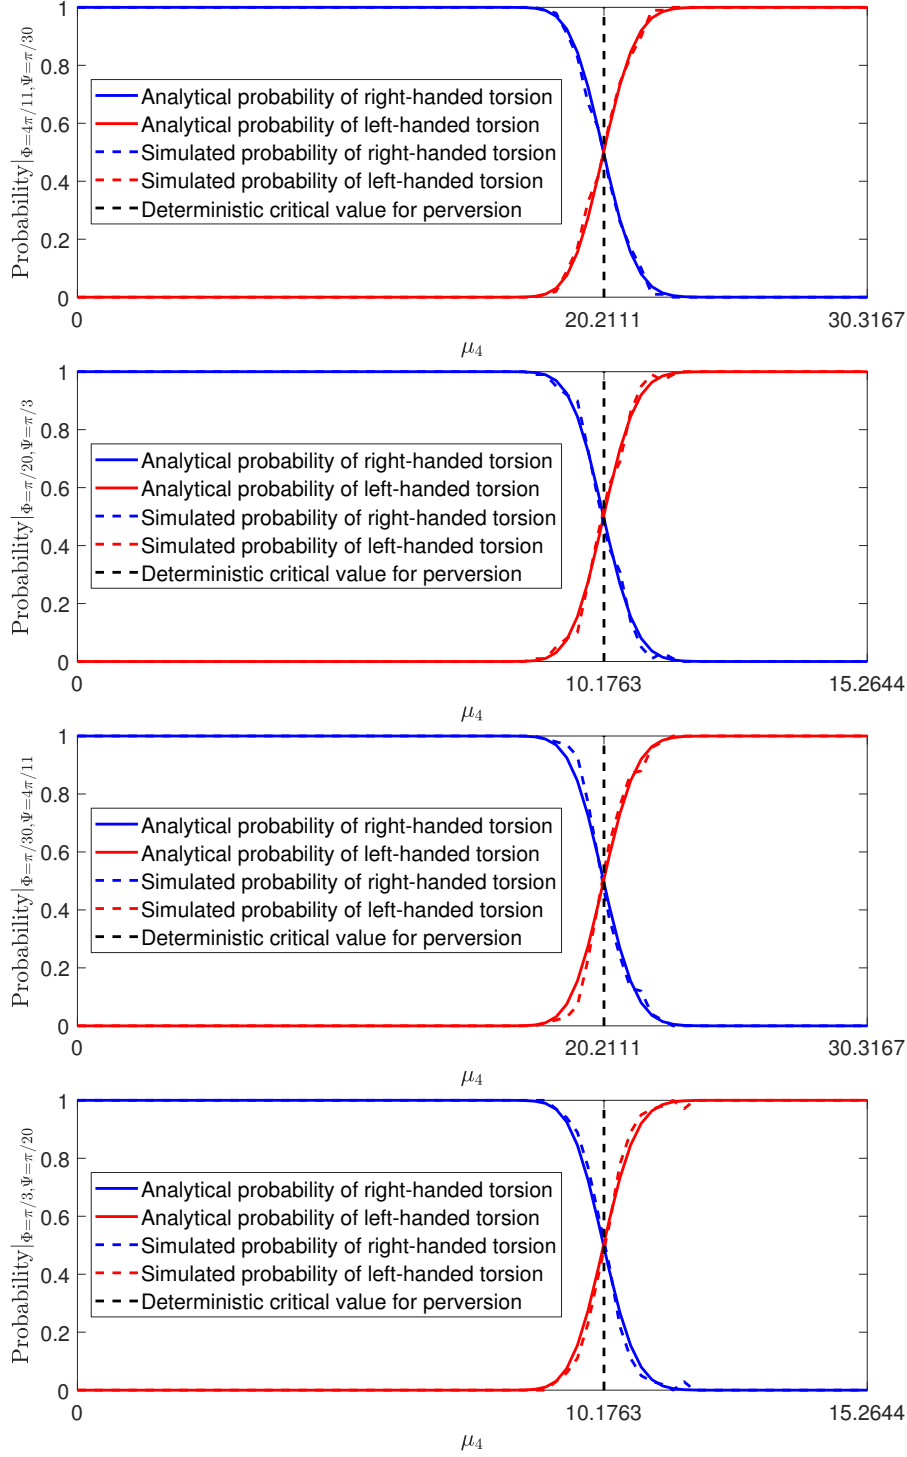 Probability|Φ=4π/11,Ψ=π/30
1
0.8
0.6
0.4
0.2
0
Analytical probability of right-handed torsion
Analytical probability of left-handed torsion
Simulated probability of right-handed torsion
Simulated probability of left-handed torsion
Deterministic critical value for perversion
0 20.2111 30.3167
μ4
Probability|Φ=π/20,Ψ=π/3
1
0.8
0.6
0.4
0.2
0
Analytical probability of right-handed torsion
Analytical probability of left-handed torsion
Simulated probability of right-handed torsion
Simulated probability of left-handed torsion
Deterministic critical value for perversion
0 10.1763 15.2644
μ4
Probability|Φ=π/30,Ψ=4π/11
1
0.8
0.6
0.4
0.2
0
Analytical probability of right-handed torsion
Analytical probability of left-handed torsion
Simulated probability of right-handed torsion
Simulated probability of left-handed torsion
Deterministic critical value for perversion
0 20.2111 30.3167
μ4
Probability|Φ=π/3,Ψ=π/20
1
0.8
0.6
0.4
0.2
0
Analytical probability of right-handed torsion
Analytical probability of left-handed torsion
Simulated probability of right-handed torsion
Simulated probability of left-handed torsion
Deterministic critical value for perversion
0 10.1763 15.2644
μ4